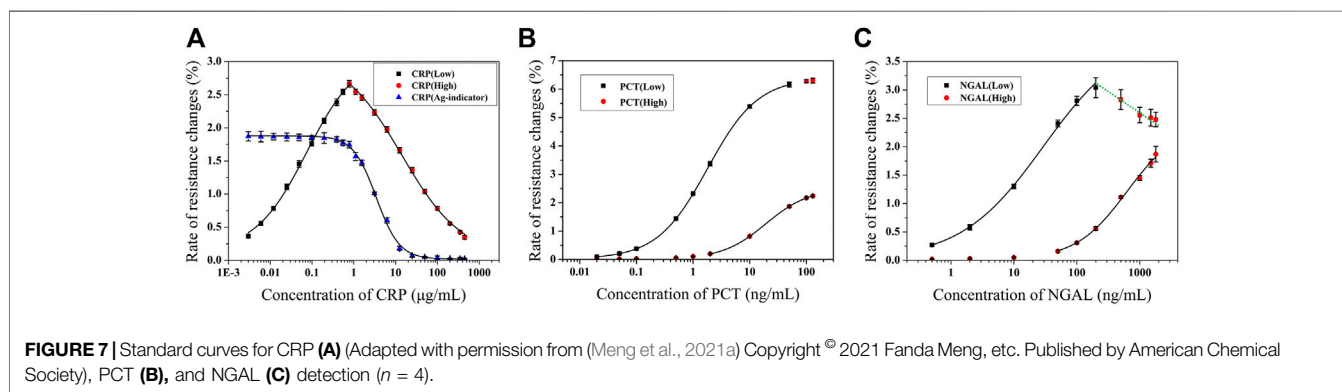 A
Rate of resistance changes (%)
3.0
2.5
2.0
1.5
1.0
0.5
0.0
CRP(Low)
CRP(High)
CRP(Ag-indicator)
1E-3 0.01 0.1 1 10 100 1000
Concentration of CRP (μg/mL)
B
Rate of resistance changes (%)
7
6
5
4
3
2
1
0
PCT(Low)
PCT(High)
0.01 0.1 1 10 100
Concentration of PCT (ng/mL)
C
Rate of resistance changes (%)
3.5
3.0
2.5
2.0
1.5
1.0
0.5
0.0
NGAL(Low)
NGAL(High)
1 10 100 1000
Concentration of NGAL (ng/mL)
FIGURE 7 | Standard curves for CRP (A) (Adapted with permission from (Meng et al., 2021a) Copyright © 2021 Fanda Meng, etc. Published by American Chemical
Society), PCT (B), and NGAL (C) detection (n = 4).